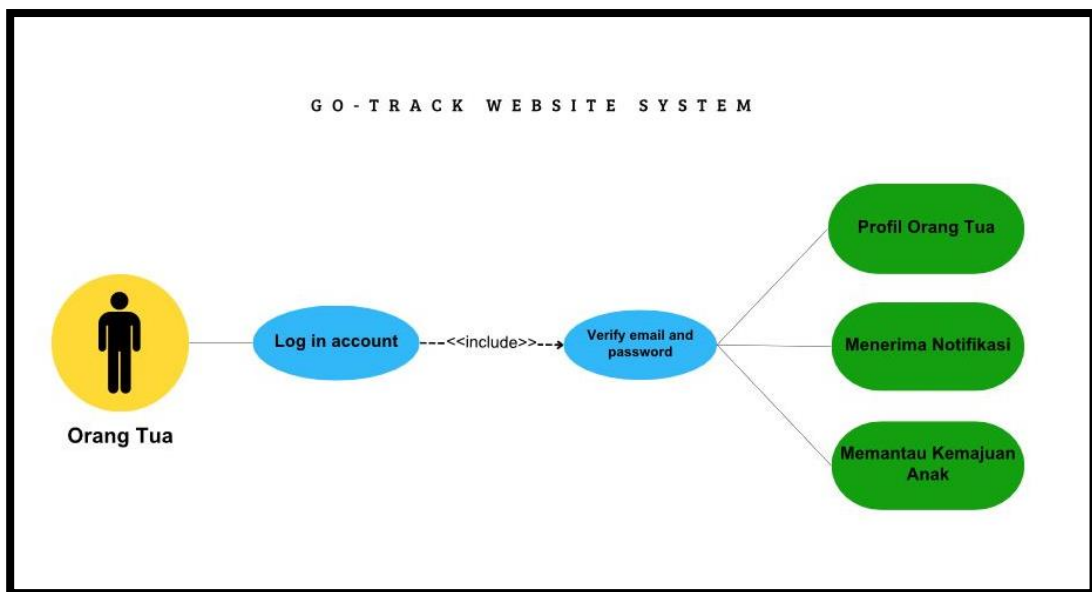 GO-TRACK WEBSITE SYSTEM
Profil Orang Tua
Log in account
<<include>>
Verify email and
password
Menerima Notifikasi
Orang Tua
Memantau Kemajuan
Anak